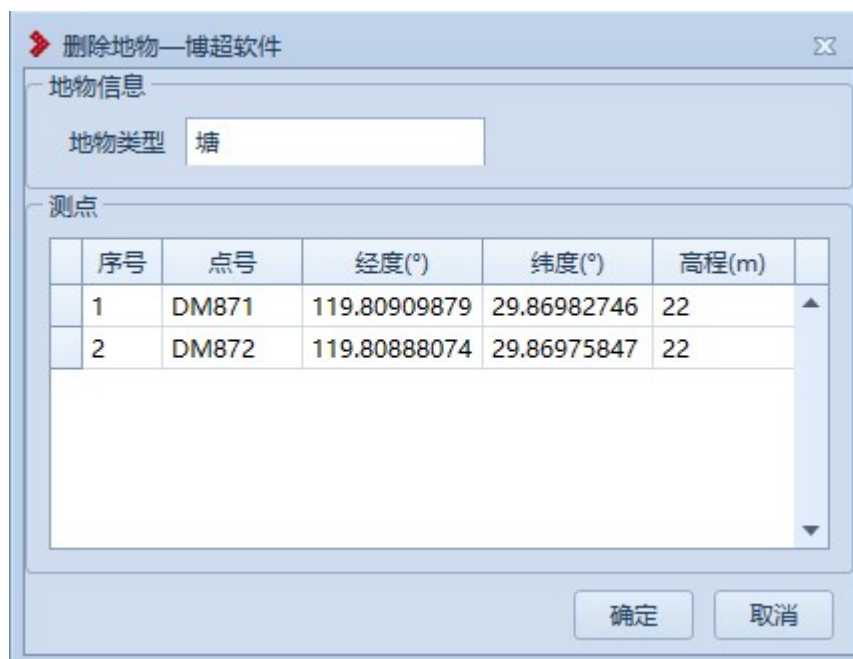 删除地物—博超软件
地物信息
地物类型 塘
测点
序号 点号 经度(°) 纬度(°) 高程(m)
1 DM871 119.80909879 29.86982746 22
2 DM872 119.80888074 29.86975847 22
确定 取消